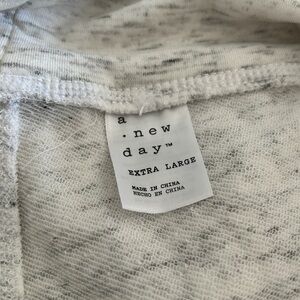 a
. new
day™
EXTRA LARGE
MADE IN CHINA
HECHO EN CHINA